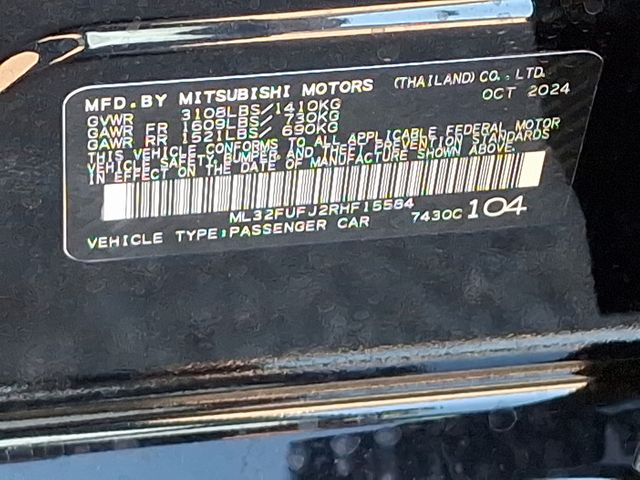 MFD.BY MITSUBISHI MOTORS (THAILAND) CO., LTD.
GVWR 3108LBS/1410KG OCT 2024
GAWR FR 1609LBS/ 730KG
GAWR RR 1521LBS/ 690KG
THIS VEHICLE CONFORMS TO ALL APPLICABLE FEDERAL MOTOR
VEHICLE SAFETY, BUMPER, AND THEFT PREVENTION STANDARDS
IN EFFECT ON THE DATE OF MANUFACTURE SHOWN ABOVE.
ML32FUFJ2RHF15584
VEHICLE TYPE:PASSENGER CAR 7430C 104